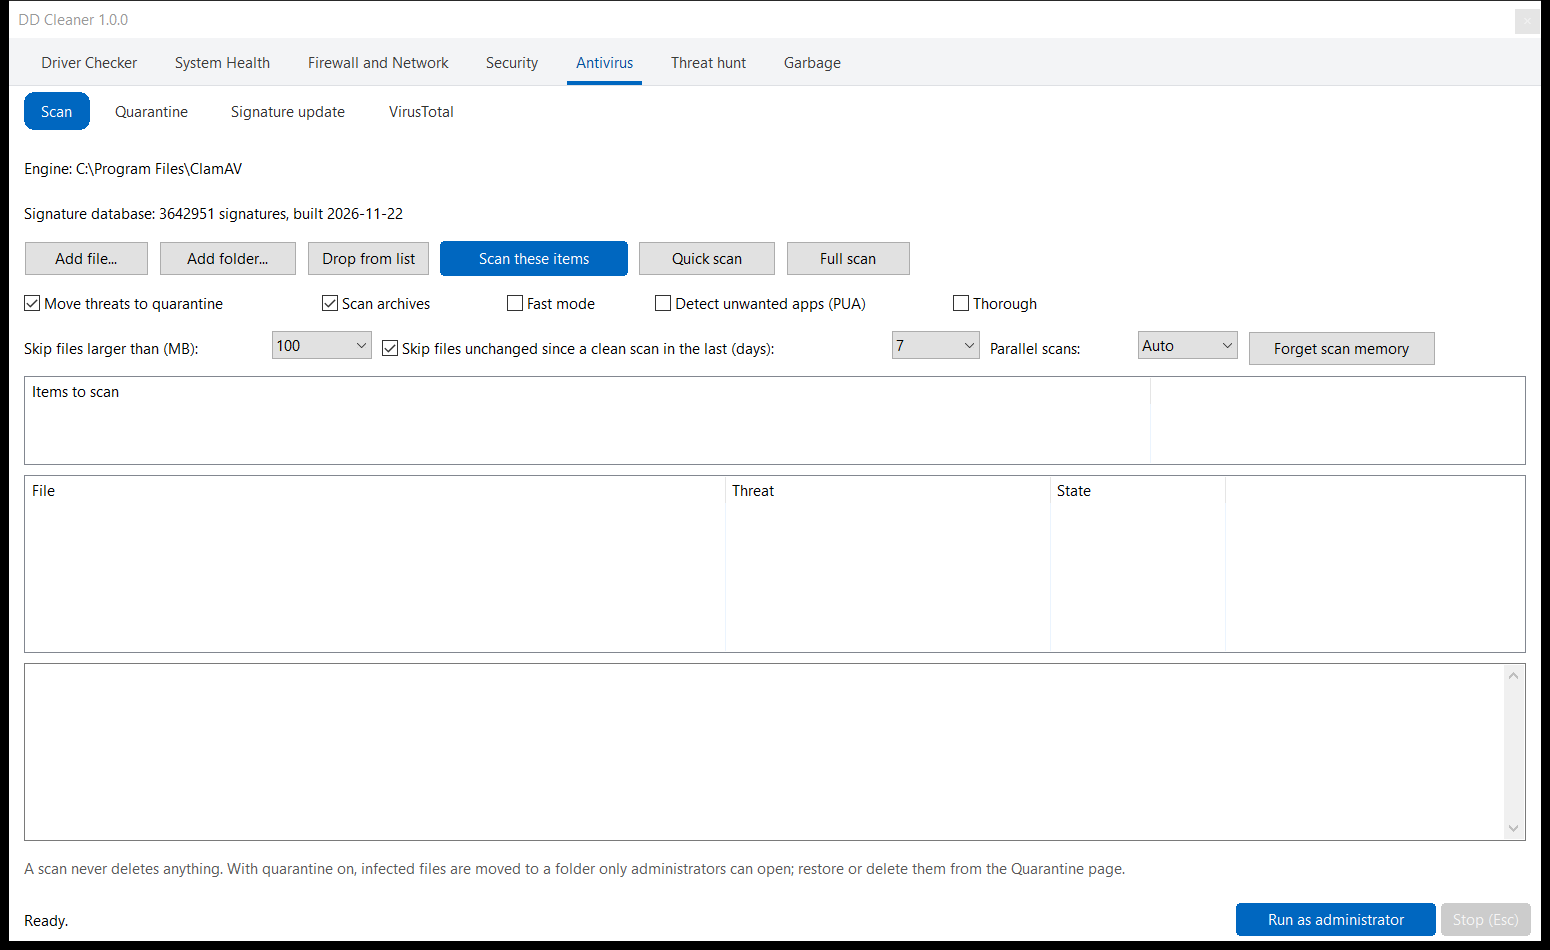 DD Cleaner 1.0.0
Driver Checker System Health Firewall and Network Security Antivirus Threat hunt Garbage
Scan Quarantine Signature update VirusTotal
Engine: C:\Program Files\ClamAV
Signature database: 3642951 signatures, built 2026-11-22
Add file... Add folder... Drop from list Scan these items Quick scan Full scan
Move threats to quarantine Scan archives Fast mode Detect unwanted apps (PUA) Thorough
Skip files larger than (MB): 100 Skip files unchanged since a clean scan in the last (days): 7 Parallel scans: Auto Forget scan memory
Items to scan
File Threat State
A scan never deletes anything. With quarantine on, infected files are moved to a folder only administrators can open; restore or delete them from the Quarantine page.
Ready. Run as administrator Stop (Esc)